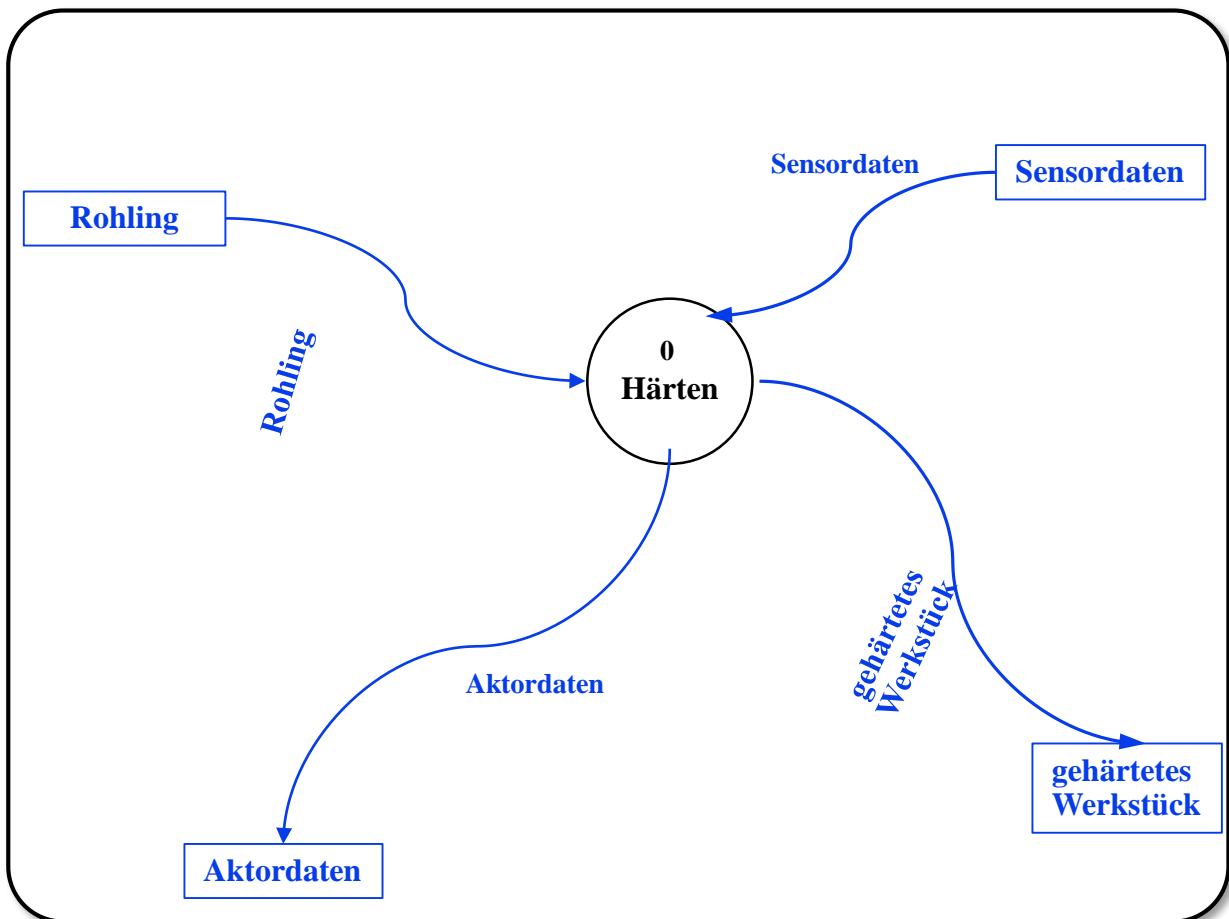 Sensordaten
Sensordaten
Rohling
Rohling
0
Härten
gehärtetes
Werkstück
Aktordaten
gehärtetes
Werkstück
Aktordaten